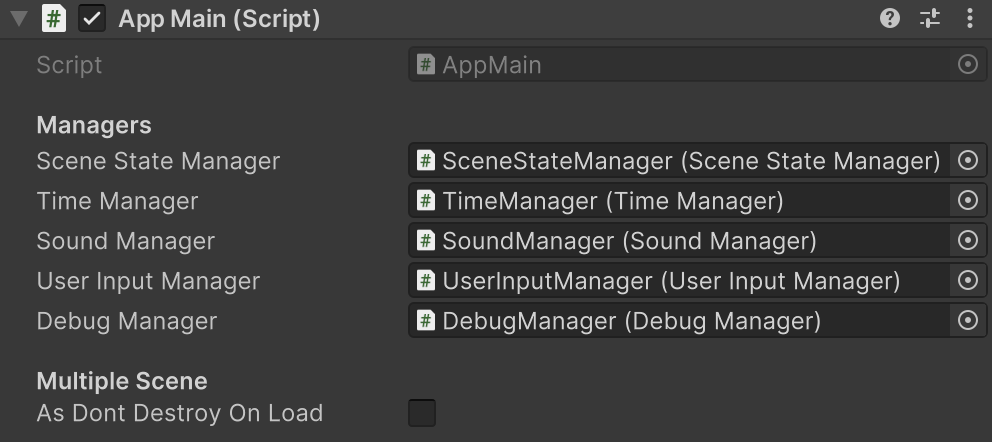 App Main (Script)
Script AppMain
Managers
Scene State Manager SceneStateManager (Scene State Manager)
Time Manager TimeManager (Time Manager)
Sound Manager SoundManager (Sound Manager)
User Input Manager UserInputManager (User Input Manager)
Debug Manager DebugManager (Debug Manager)
Multiple Scene
As Dont Destroy On Load